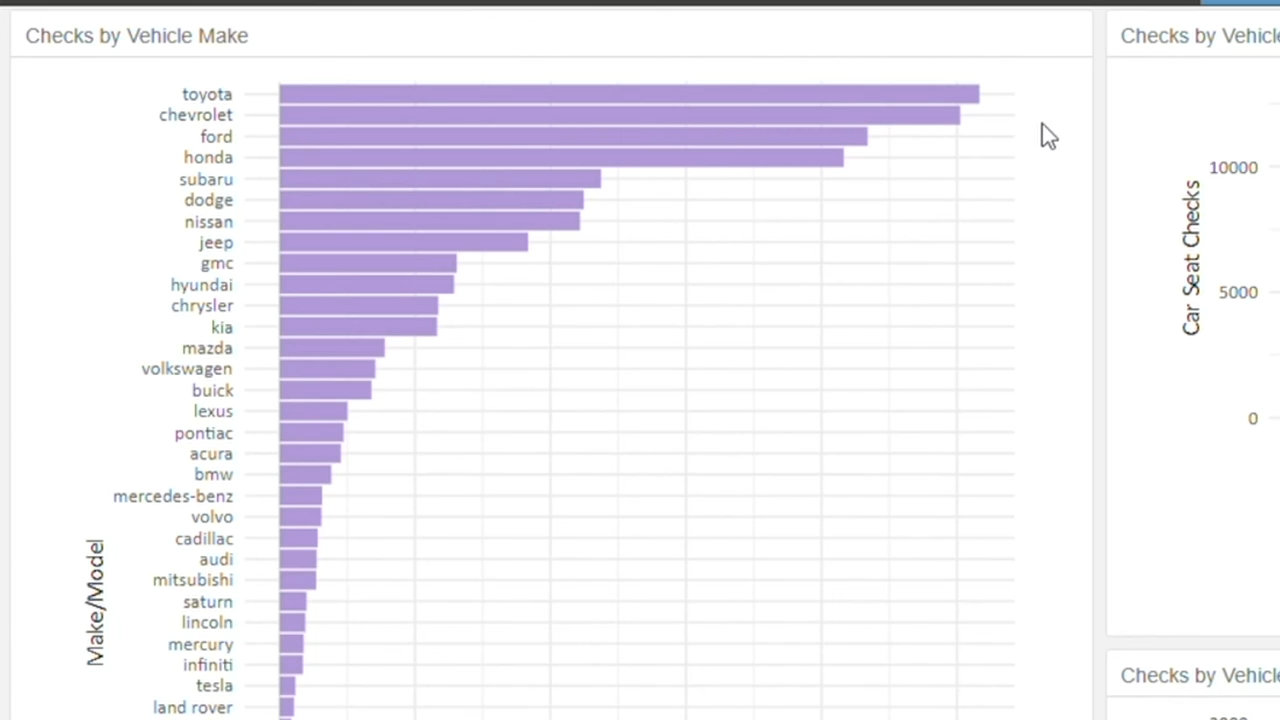 Checks by Vehicle Make
toyota
chevrolet
ford
honda
subaru
dodge
nissan
jeep
gmc
hyundai
chrysler
kia
mazda
volkswagen
buick
lexus
pontiac
acura
bmw
mercedes-benz
volvo
cadillac
audi
mitsubishi
saturn
lincoln
mercury
infiniti
tesla
land rover
Make/Model
Checks by Vehicle
10000
5000
0
Car Seat Checks
Checks by Vehicle